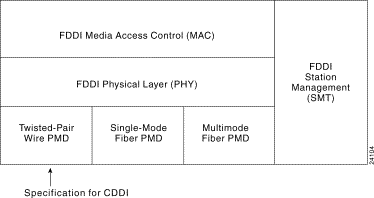 FDDI Media Access Control (MAC)
FDDI Physical Layer (PHY)
FDDI
Station
Management
(SMT)
Twisted-Pair
Wire PMD
Single-Mode
Fiber PMD
Multimode
Fiber PMD
24104
Specification for CDDI